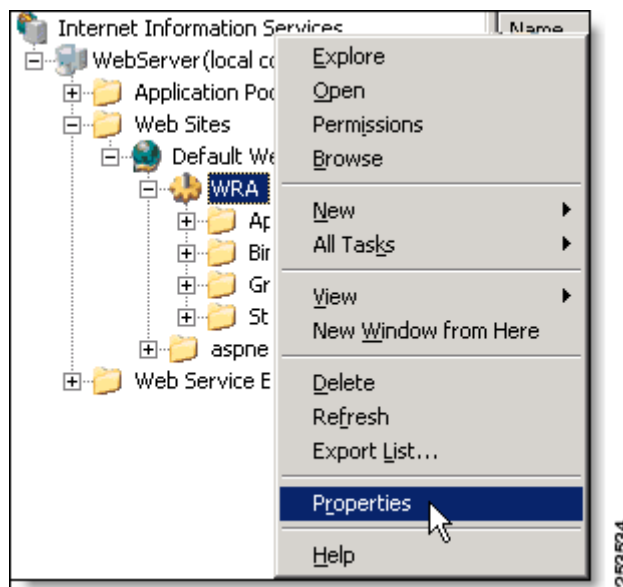 Internet Information Services
Name
WebServer (local co
Application Poo
Web Sites
Default We
WRA
Ap
Bin
Gr
St
aspne
Web Service E
Explore
Open
Permissions
Browse
New
All Tasks
View
New Window from Here
Delete
Refresh
Export List...
Properties
Help
253534